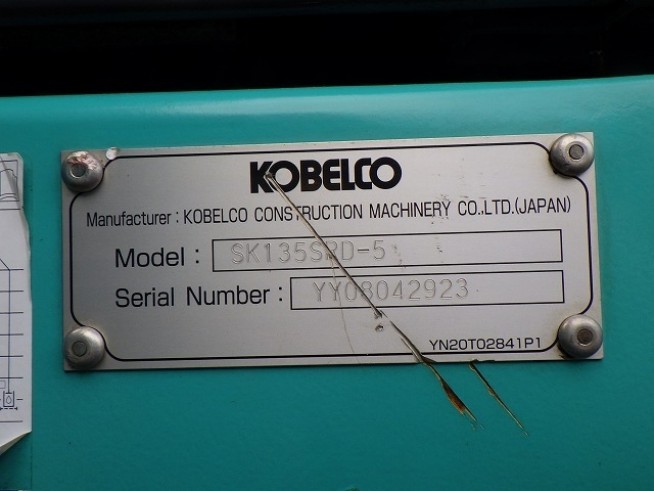 KOBELCO
Manufacturer : KOBELCO CONSTRUCTION MACHINERY CO.,LTD.(JAPAN)
Model : SK135SRD-5
Serial Number : YY08042923
YN20T02841P1